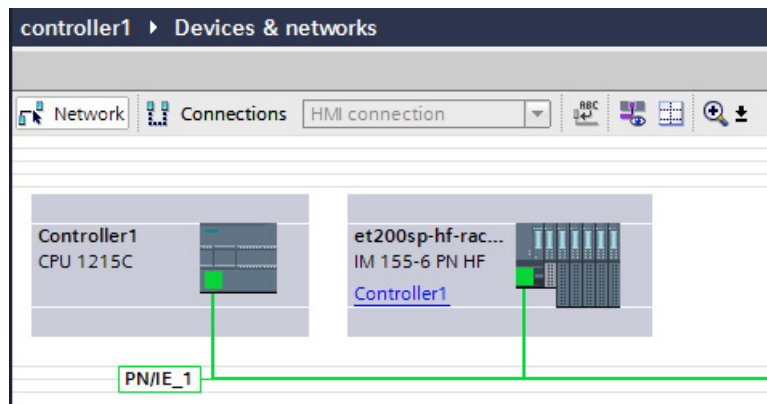 controller1 ▸ Devices & networks
Network Connections HMI connection
Controller1
CPU 1215C
et200sp-hf-rac...
IM 155-6 PN HF
Controller1
PN/IE_1